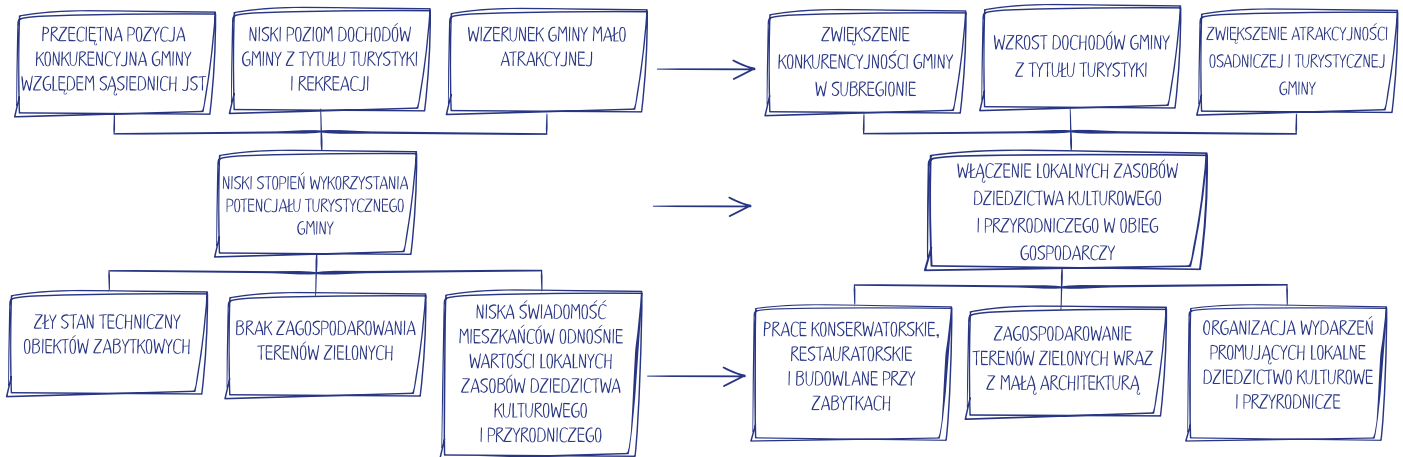 PRZECIĘTNA POZYCJA
KONKURENCYJNA GMINY
WZGLĘDEM SĄSIEDNICH JST
NISKI POZIOM DOCHODÓW
GMINY Z TYTUŁU TURYSTYKI
I REKREACJI
WIZERUNEK GMINY MAŁO
ATRAKCYJNEJ
ZWIĘKSZENIE
KONKURENCYJNOŚCI GMINY
W SUBREGIONIE
WZROST DOCHODÓW GMINY
Z TYTUŁU TURYSTYKI
ZWIĘKSZENIE ATRAKCYJNOŚCI
OSADNICZEJ I TURYSTYCZNEJ
GMINY
NISKI STOPIEŃ WYKORZYSTANIA
POTENCJAŁU TURYSTYCZNEGO
GMINY
WŁĄCZENIE LOKALNYCH ZASOBÓW
DZIEDZICTWA KULTUROWEGO
I PRZYRODNICZEGO W OBIEG
GOSPODARCZY
ZŁY STAN TECHNICZNY
OBIEKTÓW ZABYTKOWYCH
BRAK ZAGOSPODAROWANIA
TERENÓW ZIELONYCH
NISKA ŚWIADOMOŚĆ
MIESZKAŃCÓW ODNOŚNIE
WARTOŚCI LOKALNYCH
ZASOBÓW DZIEDZICTWA
KULTUROWEGO
I PRZYRODNICZEGO
PRACE KONSERWATORSKIE,
RESTAURATORSKIE
I BUDOWLANE PRZY
ZABYTKACH
ZAGOSPODAROWANIE
TERENÓW ZIELONYCH WRAZ
Z MAŁĄ ARCHITEKTURĄ
ORGANIZACJA WYDARZEŃ
PROMUJĄCYCH LOKALNE
DZIEDZICTWO KULTUROWE
I PRZYRODNICZE